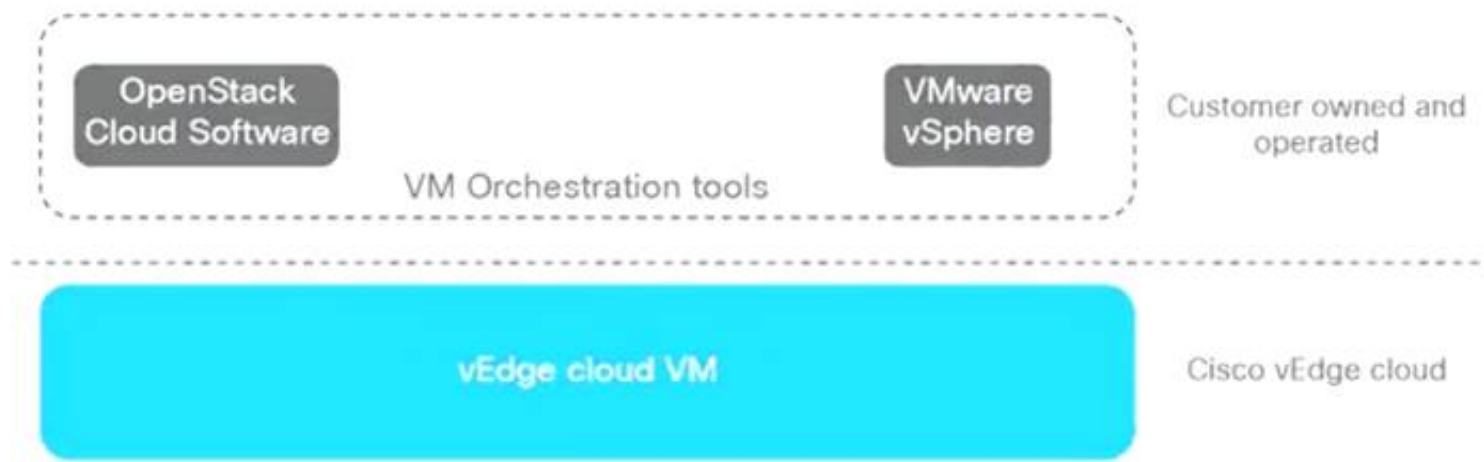 OpenStack
Cloud Software
VMware
vSphere
VM Orchestration tools
Customer owned and
operated
vEdge cloud VM
Cisco vEdge cloud